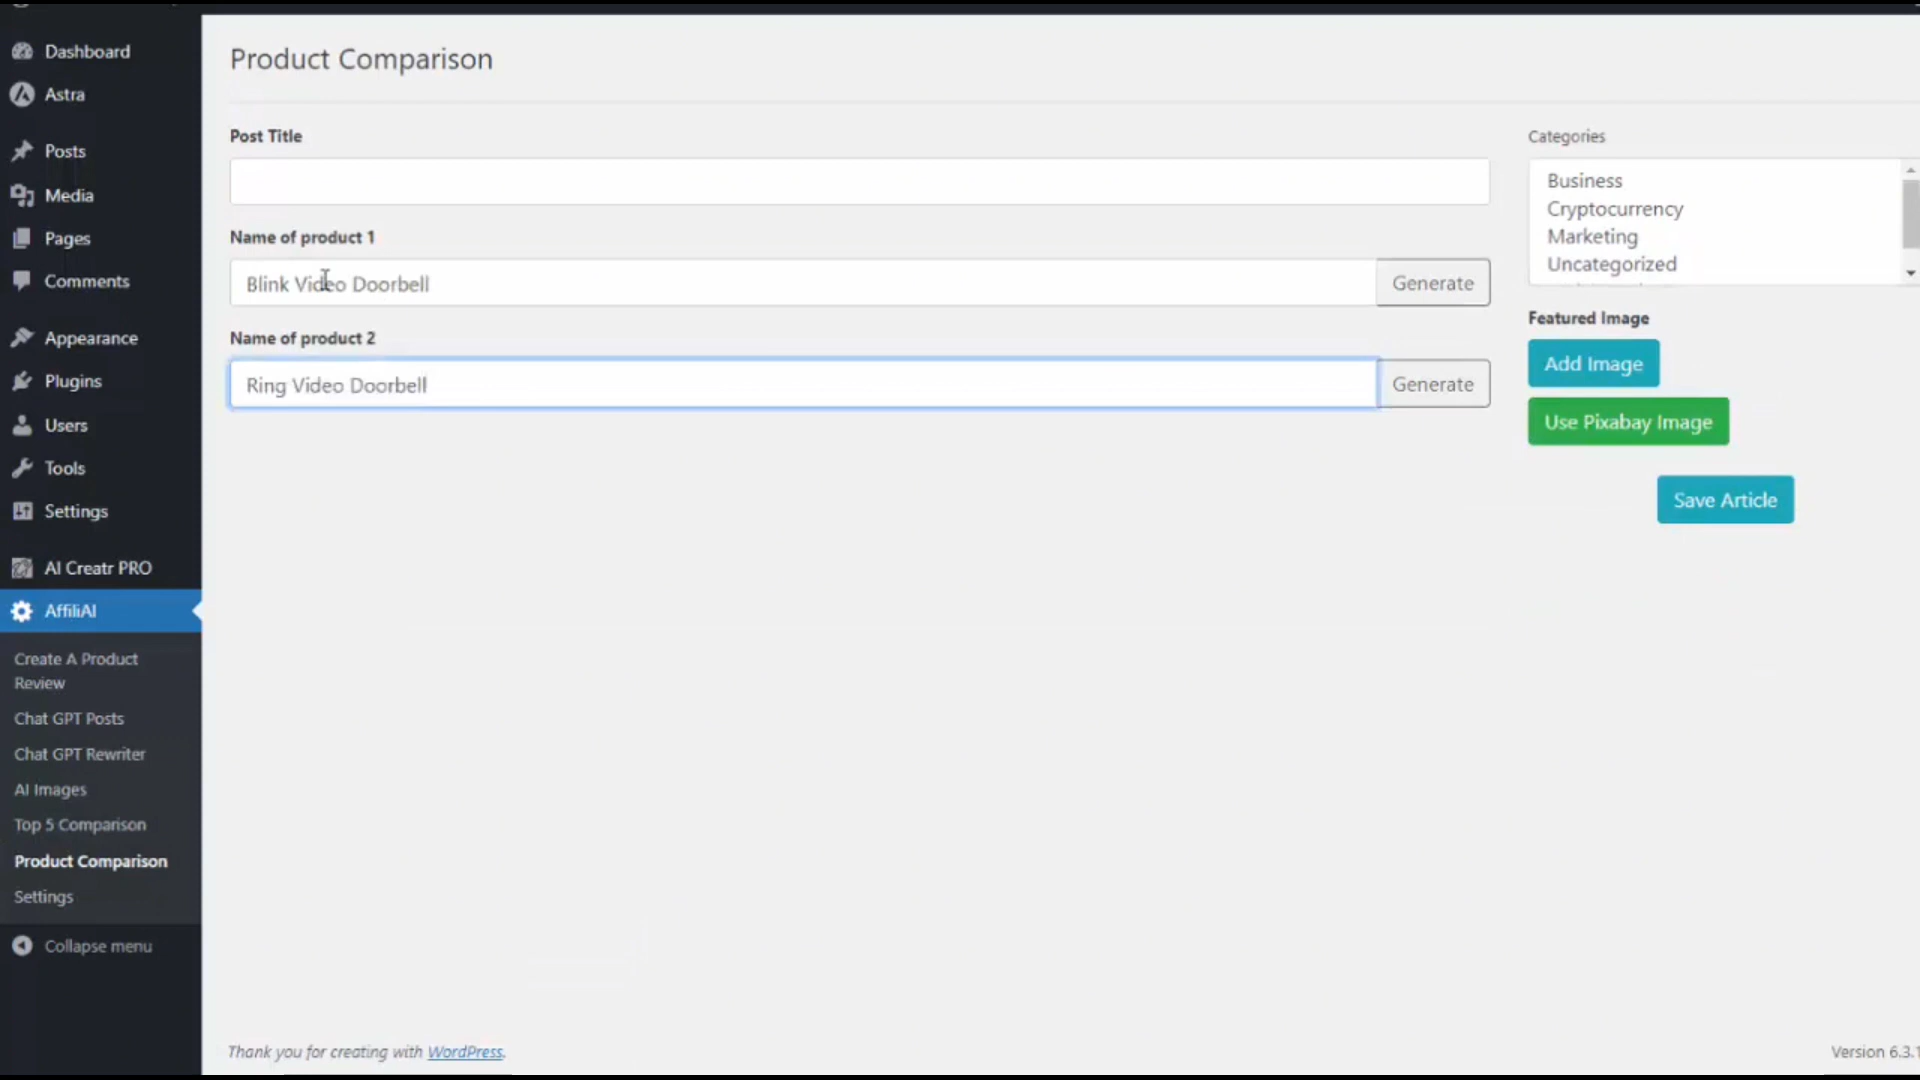 Dashboard
Astra
Posts
Media
Pages
Comments
Appearance
Plugins
Users
Tools
Settings
AI Creatr PRO
AffiliAI
Create A Product
Review
Chat GPT Posts
Chat GPT Rewriter
AI Images
Top 5 Comparison
Product Comparison
Settings
Collapse menu
Product Comparison
Post Title
Name of product 1
Blink Video Doorbell
Generate
Name of product 2
Ring Video Doorbell
Generate
Categories
Business
Cryptocurrency
Marketing
Uncategorized
Featured Image
Add Image
Use Pixabay Image
Save Article
Thank you for creating with WordPress.
Version 6.3.1